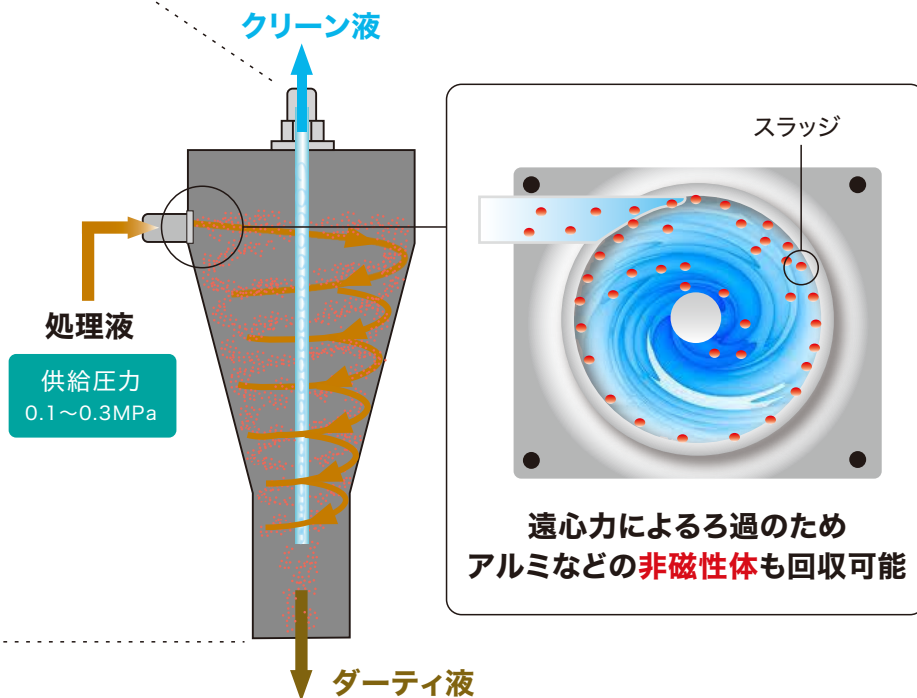 クリーン液
スラッジ
処理液
供給圧力
0.1～0.3MPa
遠心力によるろ過のため
アルミなどの非磁性体も回収可能
ダーティ液